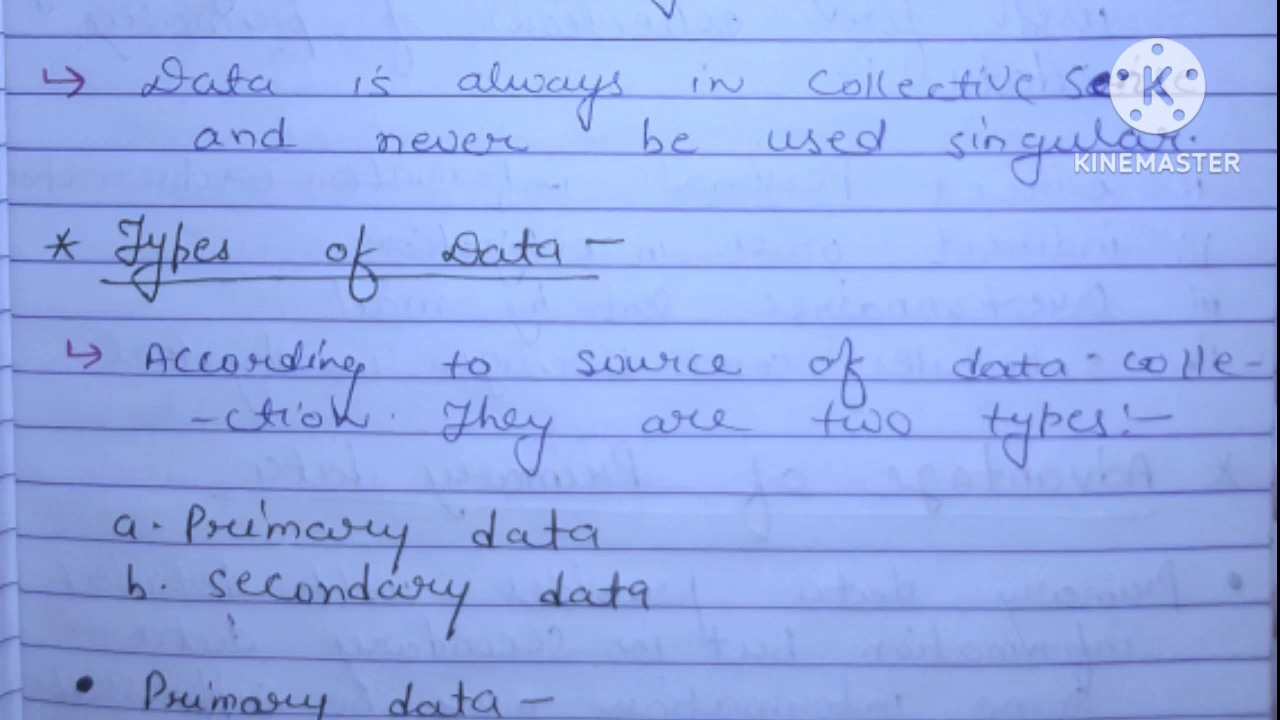 ↳ Data is always in collective
and never be used singular.
KINEMASTER
* Types of Data -
↳ According to source of data colle-
-ction. They are two types:-
a. Primary data
b. secondary data
• Primary data -